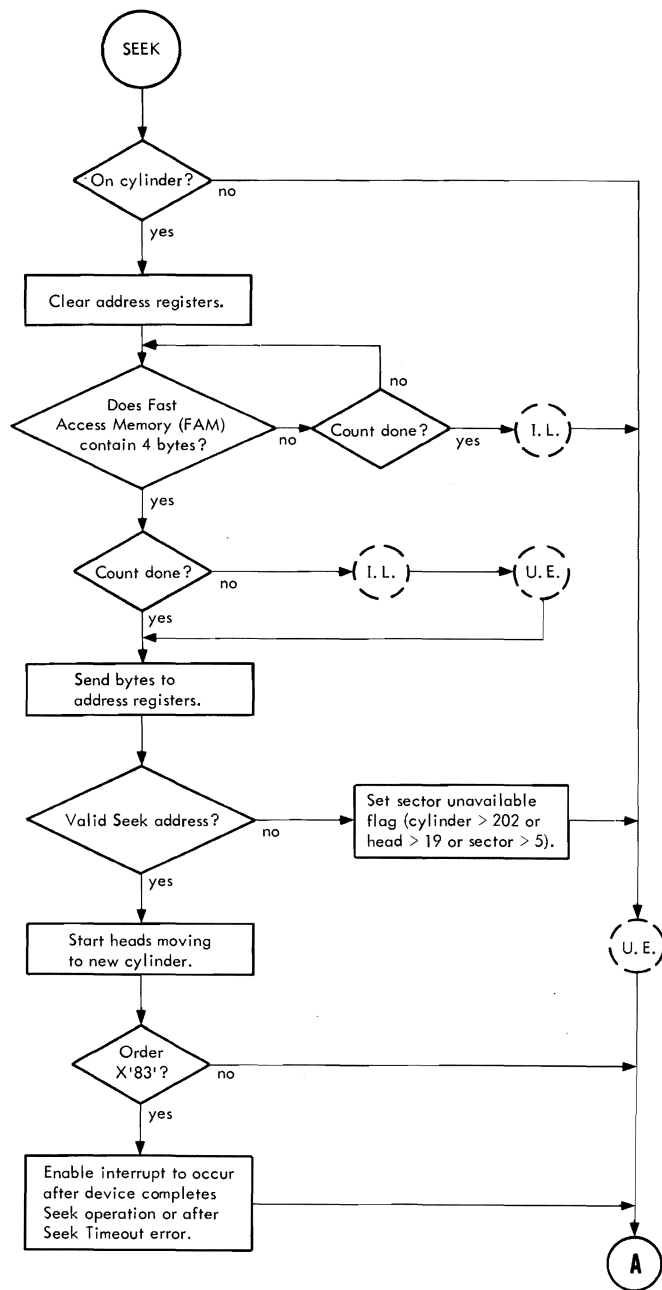 SEEK
On cylinder?
no
yes
Clear address registers.
no
Does Fast
Access Memory (FAM)
contain 4 bytes?
no
Count done?
yes
I.L.
yes
Count done?
no
I.L.
U.E.
yes
Send bytes to
address registers.
Valid Seek address?
no
Set sector unavailable
flag (cylinder > 202 or
head > 19 or sector > 5).
yes
Start heads moving
to new cylinder.
U.E.
Order
X'83'?
no
yes
Enable interrupt to occur
after device completes
Seek operation or after
Seek Timeout error.
A